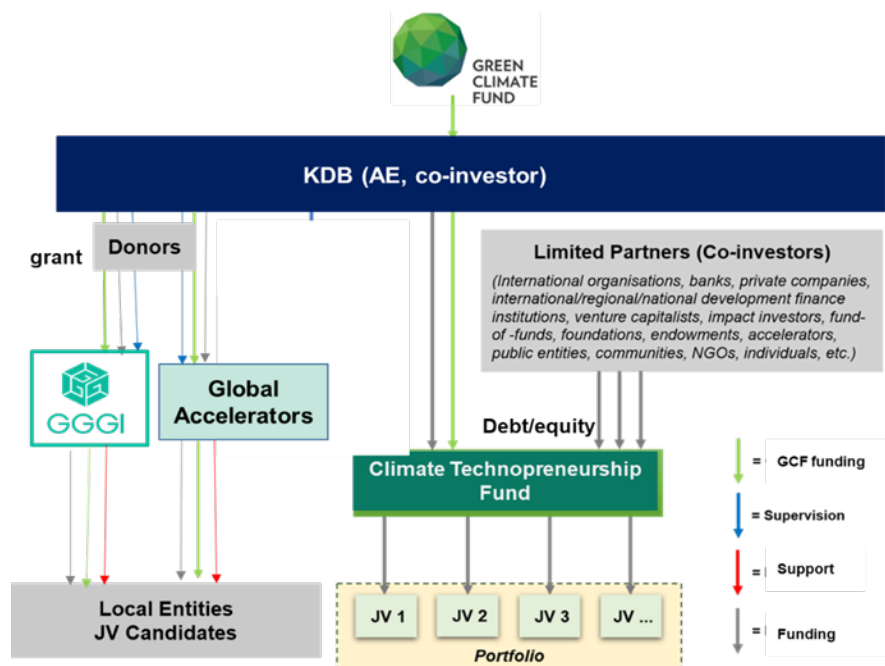 GREEN
CLIMATE
FUND
KDB (AE, co-investor)
grant
Donors
Limited Partners (Co-investors)
(International organisations, banks, private companies,
international/regional/national development finance
institutions, venture capitalists, impact investors, fund-
of -funds, foundations, endowments, accelerators,
public entities, communities, NGOs, individuals, etc.)
GGGI
Global
Accelerators
Debt/equity
Climate Technopreneurship
Fund
= GCF funding
= Supervision
= Support
= Funding
Local Entities
JV Candidates
JV 1
JV 2
JV 3
JV ...
Portfolio